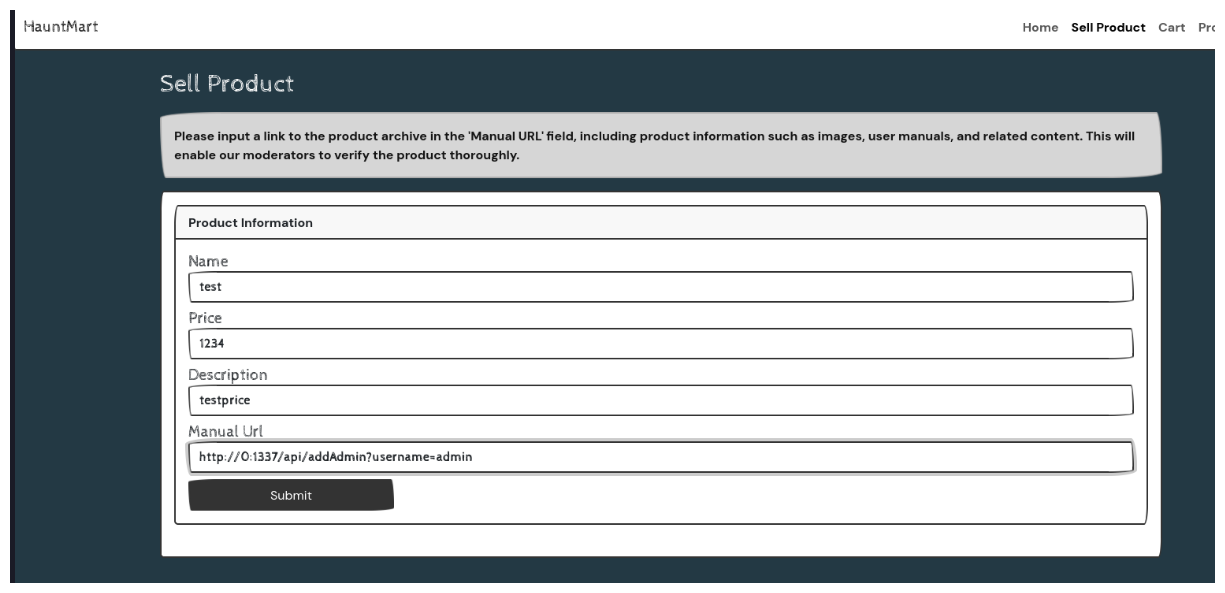 HauntMart
Home Sell Product Cart
Sell Product
Please input a link to the product archive in the 'Manual URL' field, including product information such as images, user manuals, and related content. This will
enable our moderators to verify the product thoroughly.
Product Information
Name
test
Price
1234
Description
testprice
Manual Url
http://0:1337/api/addAdmin?username=admin
Submit